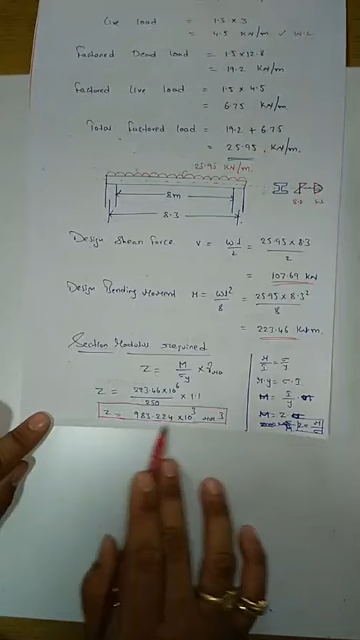 Live load = 1.5 × 3
= 4.5 KN/m ✓ W.L
Factored Dead load = 1.5 × 12.8
= 19.2 KN/m
Factored live load = 1.5 × 4.5
= 6.75 KN/m
Total Factored load = 19.2 + 6.75
= 25.95 KN/m.
25.95 KN/m.
8m
8.3
Design Shear force V = wl/2 = 25.95 × 8.3/2
= 107.69 KN
Design Bending Moment M = wl²/8 = 25.95 × 8.3²/8
= 223.46 KN.m
Section Modulus required
Z = M/σy × γmo
Z = 223.46 × 10⁶/250 × 1.1
Z = 983.224 × 10³ mm³
M/I = σ/y
M.y = σ.I
M = I/y · σ
M = Z σ